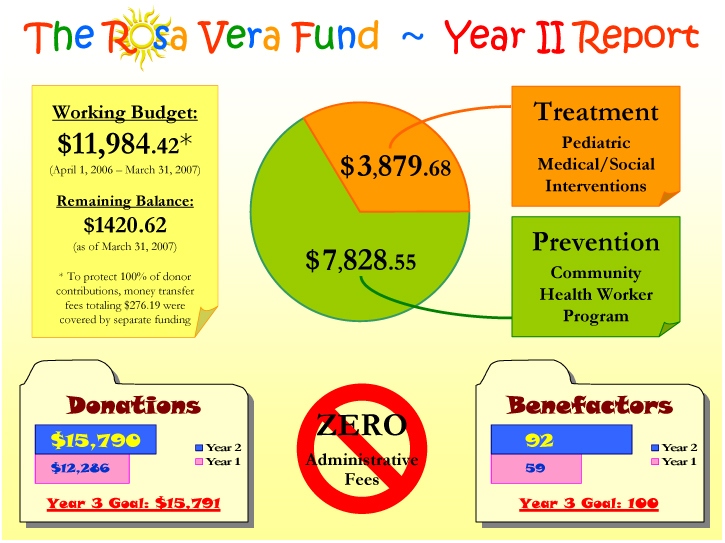 The Rosa Vera Fund ~ Year II Report
Working Budget:
$11,984.42*
(April 1, 2006 – March 31, 2007)
Remaining Balance:
$1420.62
(as of March 31, 2007)
* To protect 100% of donor
contributions, money transfer
fees totaling $276.19 were
covered by separate funding
$3,879.68
$7,828.55
Treatment
Pediatric
Medical/Social
Interventions
Prevention
Community
Health Worker
Program
Donations
$15,790
$12,286
Year 2
Year 1
Year 3 Goal: $15,791
ZERO
Administrative
Fees
Benefactors
92
59
Year 2
Year 1
Year 3 Goal: 100